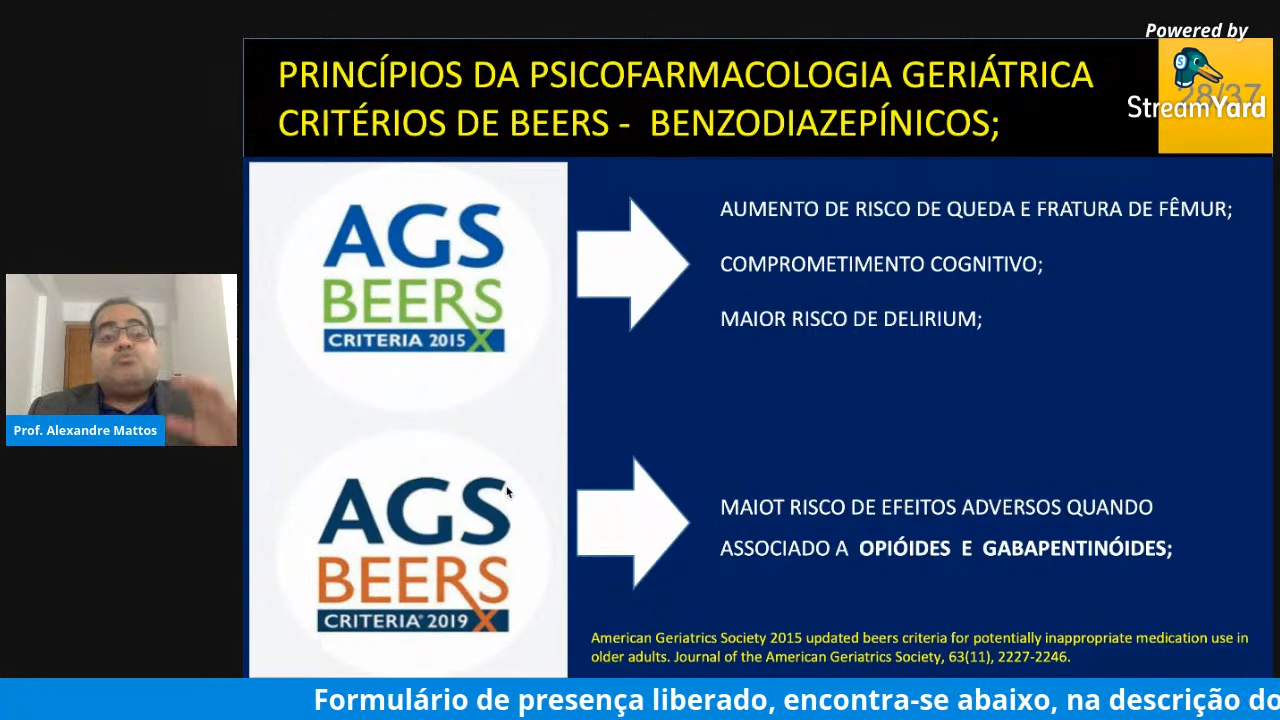 Powered by
StreamYard
28/37
PRINCÍPIOS DA PSICOFARMACOLOGIA GERIÁTRICA
CRITÉRIOS DE BEERS - BENZODIAZEPÍNICOS;
AGS
BEERS
CRITERIA 2015
AUMENTO DE RISCO DE QUEDA E FRATURA DE FÊMUR;
COMPROMETIMENTO COGNITIVO;
MAIOR RISCO DE DELIRIUM;
Prof. Alexandre Mattos
AGS
BEERS
CRITERIA® 2019
MAIOT RISCO DE EFEITOS ADVERSOS QUANDO
ASSOCIADO A OPIÓIDES E GABAPENTINÓIDES;
American Geriatrics Society 2015 updated beers criteria for potentially inappropriate medication use in
older adults. Journal of the American Geriatrics Society, 63(11), 2227-2246.
Formulário de presença liberado, encontra-se abaixo, na descrição do